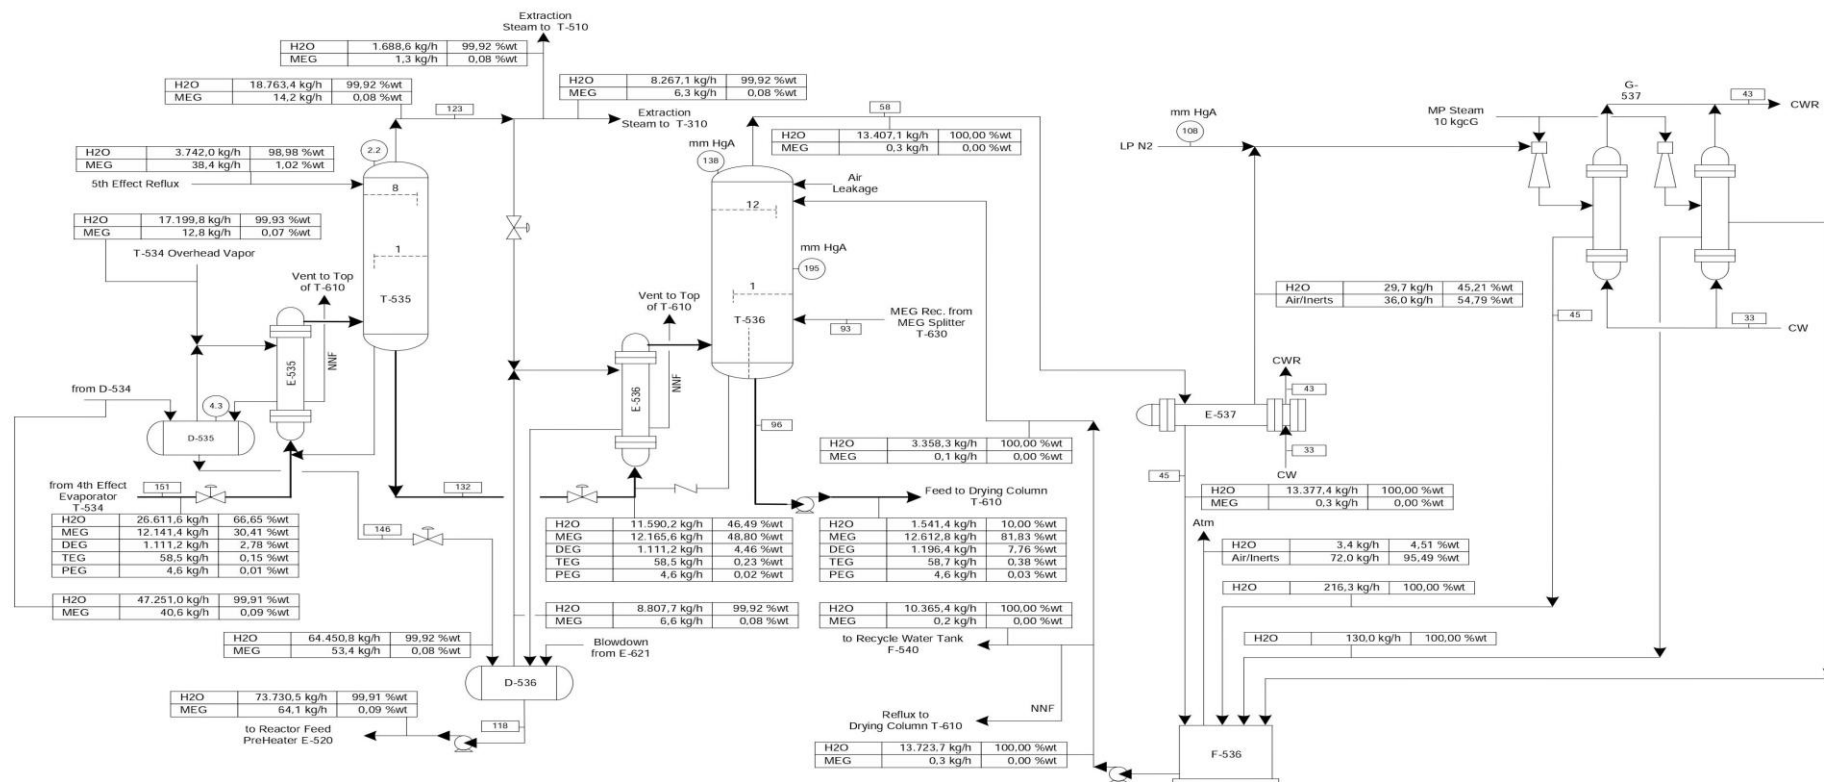 Extraction
Steam to T-510
H2O 1.688,6 kg/h 99,92 %wt
MEG 1,3 kg/h 0,08 %wt
H2O 18.763,4 kg/h 99,92 %wt
MEG 14,2 kg/h 0,08 %wt
123
H2O 8.267,1 kg/h 99,92 %wt
MEG 6,3 kg/h 0,08 %wt
Extraction
Steam to T-310
58
H2O 13.407,1 kg/h 100,00 %wt
MEG 0,3 kg/h 0,00 %wt
mm HgA
108
LP N2
MP Steam
10 kgcG
G-
537
43
CWR
H2O 3.742,0 kg/h 98,98 %wt
MEG 38,4 kg/h 1,02 %wt
5th Effect Reflux
2.2
8
1
T-535
mm HgA
138
Air
Leakage
12
mm HgA
195
1
T-536
MEG Rec. from
MEG Splitter
T-630
93
H2O 17.199,8 kg/h 99,93 %wt
MEG 12,8 kg/h 0,07 %wt
T-534 Overhead Vapor
Vent to Top
of T-610
Vent to Top
of T-610
E-535
NNF
E-536
NNF
H2O 29,7 kg/h 45,21 %wt
Air/Inerts 36,0 kg/h 54,79 %wt
45
33
CW
CWR
43
E-537
33
CW
45
from D-534
4.3
D-535
96
H2O 3.358,3 kg/h 100,00 %wt
MEG 0,1 kg/h 0,00 %wt
from 4th Effect
Evaporator
T-534
151
132
Feed to Drying Column
T-610
H2O 13.377,4 kg/h 100,00 %wt
MEG 0,3 kg/h 0,00 %wt
H2O 26.611,6 kg/h 66,65 %wt
MEG 12.141,4 kg/h 30,41 %wt
DEG 1.111,2 kg/h 2,78 %wt
TEG 58,5 kg/h 0,15 %wt
PEG 4,6 kg/h 0,01 %wt
146
H2O 11.590,2 kg/h 46,49 %wt
MEG 12.165,6 kg/h 48,80 %wt
DEG 1.111,2 kg/h 4,46 %wt
TEG 58,5 kg/h 0,23 %wt
PEG 4,6 kg/h 0,02 %wt
H2O 1.541,4 kg/h 10,00 %wt
MEG 12.612,8 kg/h 81,83 %wt
DEG 1.196,4 kg/h 7,76 %wt
TEG 58,7 kg/h 0,38 %wt
PEG 4,6 kg/h 0,03 %wt
Atm
H2O 3,4 kg/h 4,51 %wt
Air/Inerts 72,0 kg/h 95,49 %wt
H2O 216,3 kg/h 100,00 %wt
H2O 47.251,0 kg/h 99,91 %wt
MEG 40,6 kg/h 0,09 %wt
H2O 8.807,7 kg/h 99,92 %wt
MEG 6,6 kg/h 0,08 %wt
H2O 10.365,4 kg/h 100,00 %wt
MEG 0,2 kg/h 0,00 %wt
to Recycle Water Tank
F-540
H2O 130,0 kg/h 100,00 %wt
H2O 64.450,8 kg/h 99,92 %wt
MEG 53,4 kg/h 0,08 %wt
Blowdown
from E-621
D-536
H2O 73.730,5 kg/h 99,91 %wt
MEG 64,1 kg/h 0,09 %wt
118
to Reactor Feed
PreHeater E-520
NNF
Reflux to
Drying Column T-610
H2O 13.723,7 kg/h 100,00 %wt
MEG 0,3 kg/h 0,00 %wt
F-536